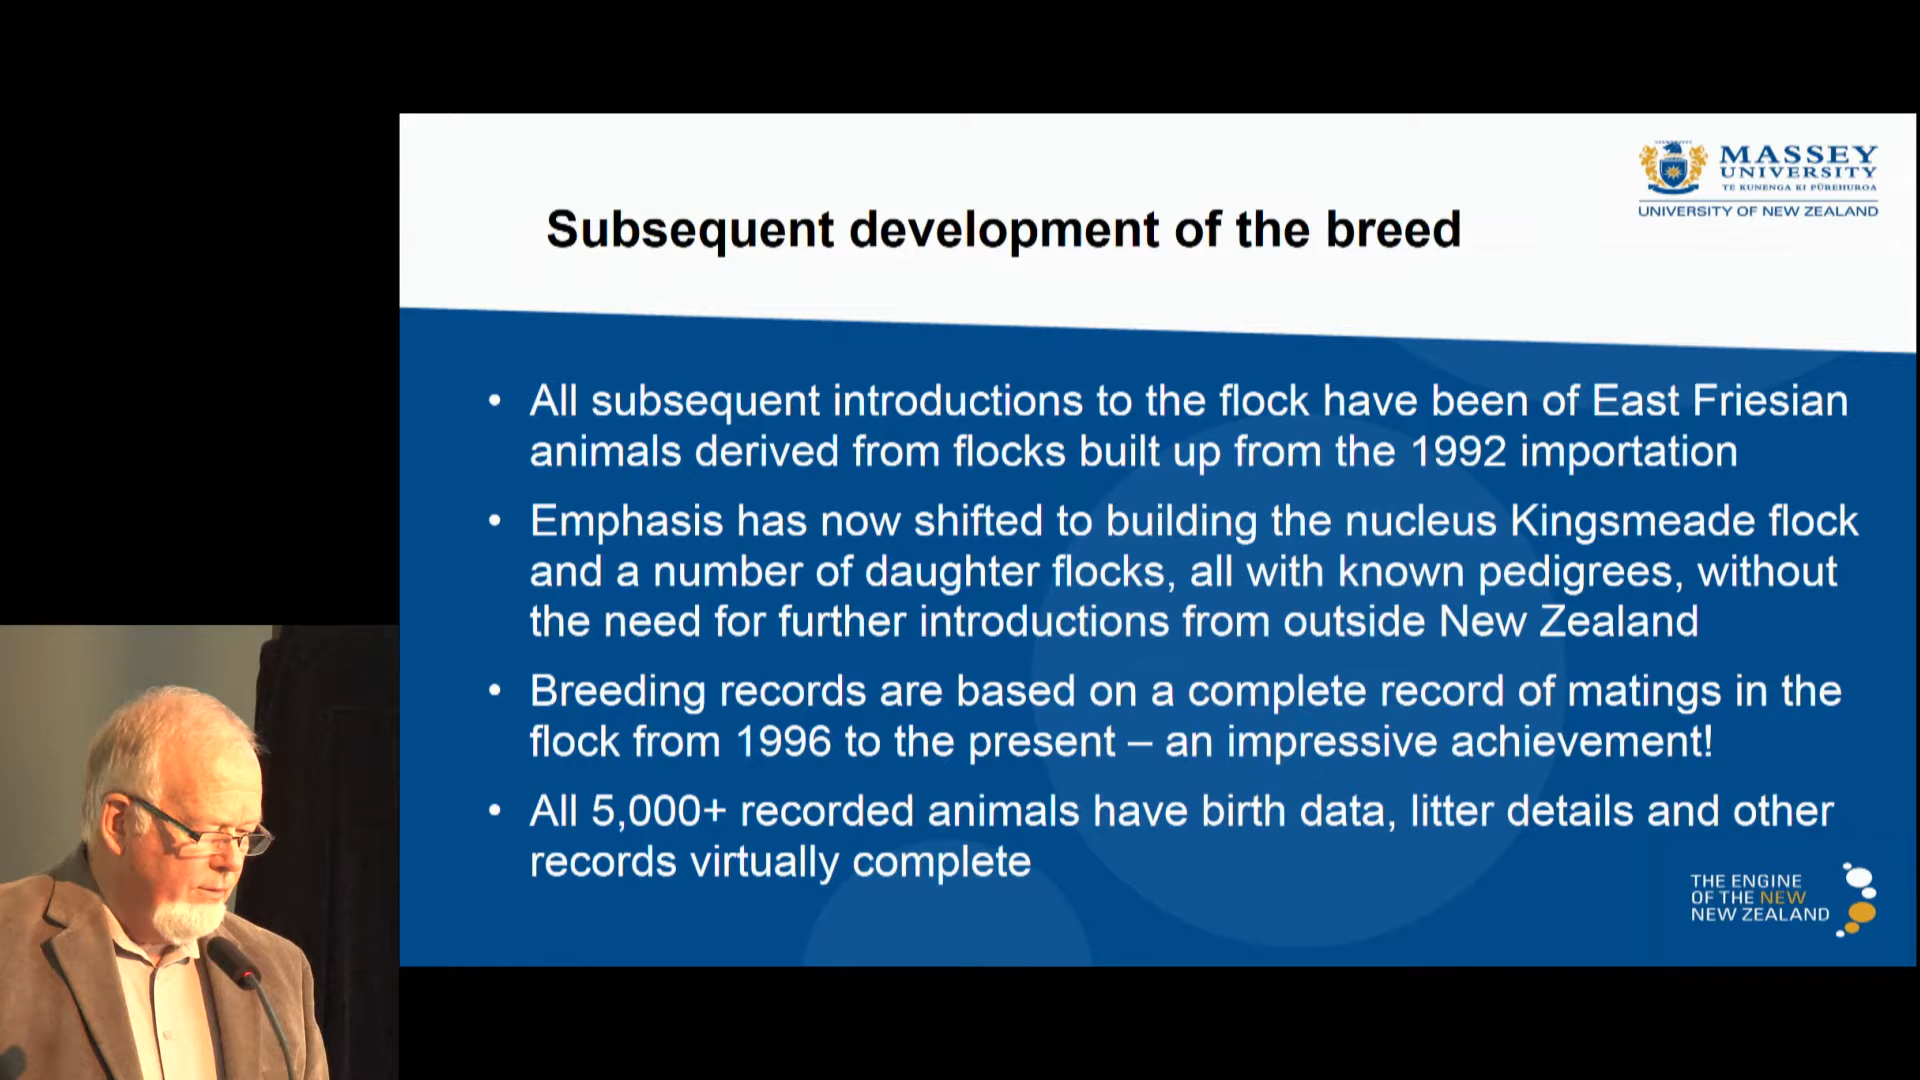 MASSEY
UNIVERSITY
TE KUNENGA KI PŪREHUROA
UNIVERSITY OF NEW ZEALAND
Subsequent development of the breed
• All subsequent introductions to the flock have been of East Friesian
animals derived from flocks built up from the 1992 importation
• Emphasis has now shifted to building the nucleus Kingsmeade flock
and a number of daughter flocks, all with known pedigrees, without
the need for further introductions from outside New Zealand
• Breeding records are based on a complete record of matings in the
flock from 1996 to the present – an impressive achievement!
• All 5,000+ recorded animals have birth data, litter details and other
records virtually complete
THE ENGINE
OF THE NEW
NEW ZEALAND